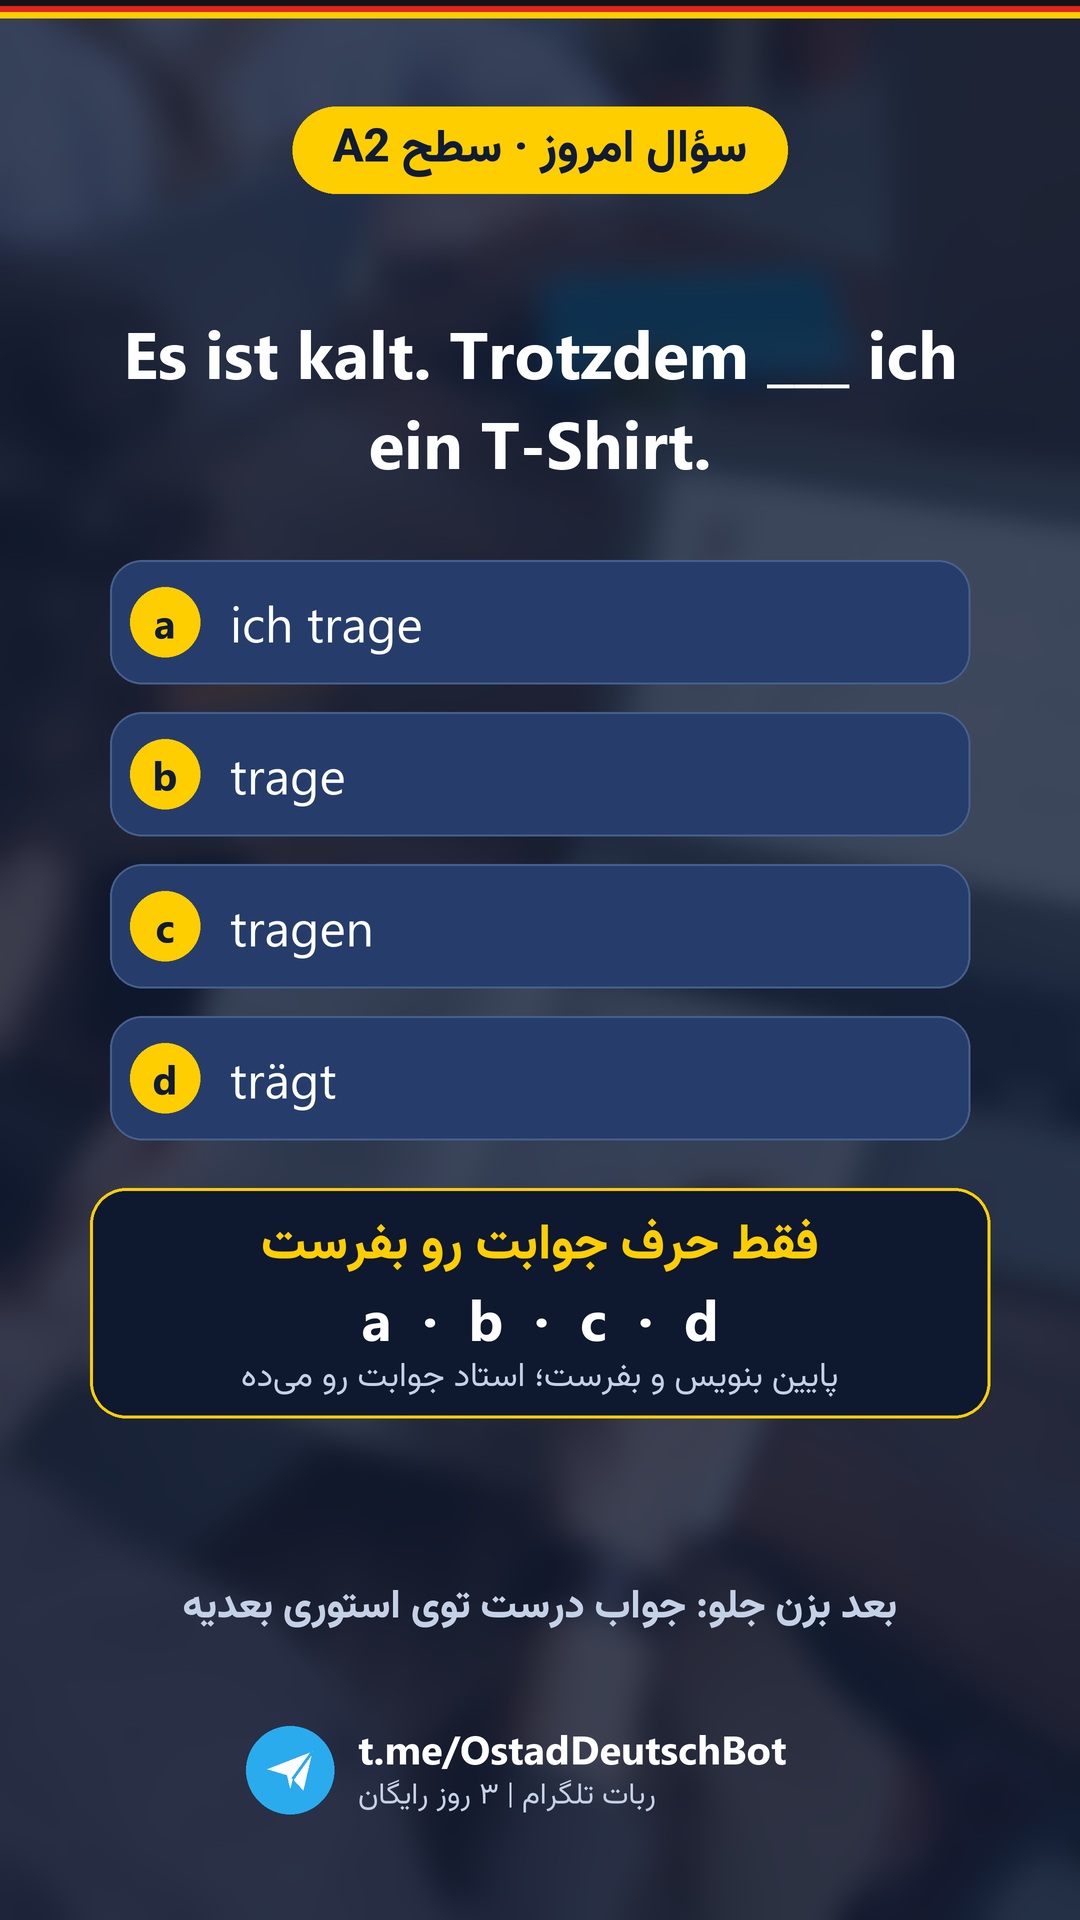 سؤال امروز · سطح A2
Es ist kalt. Trotzdem ___ ich
ein T-Shirt.
a ich trage
b trage
c tragen
d trägt
فقط حرف جوابت رو بفرست
a · b · c · d
پایین بنویس و بفرست؛ استاد جوابت رو می‌ده
بعد بزن جلو: جواب درست توی استوری بعدیه
t.me/OstadDeutschBot
ربات تلگرام | ۳ روز رایگان